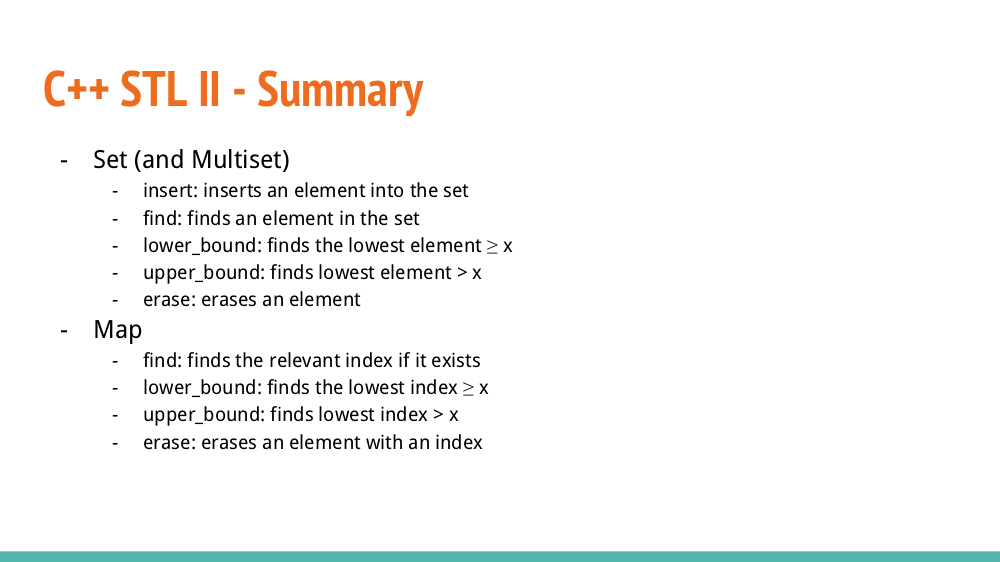 C++ STL II - Summary
- Set (and Multiset)
- insert: inserts an element into the set
- find: finds an element in the set
- lower_bound: finds the lowest element ≥ x
- upper_bound: finds lowest element > x
- erase: erases an element
- Map
- find: finds the relevant index if it exists
- lower_bound: finds the lowest index ≥ x
- upper_bound: finds lowest index > x
- erase: erases an element with an index